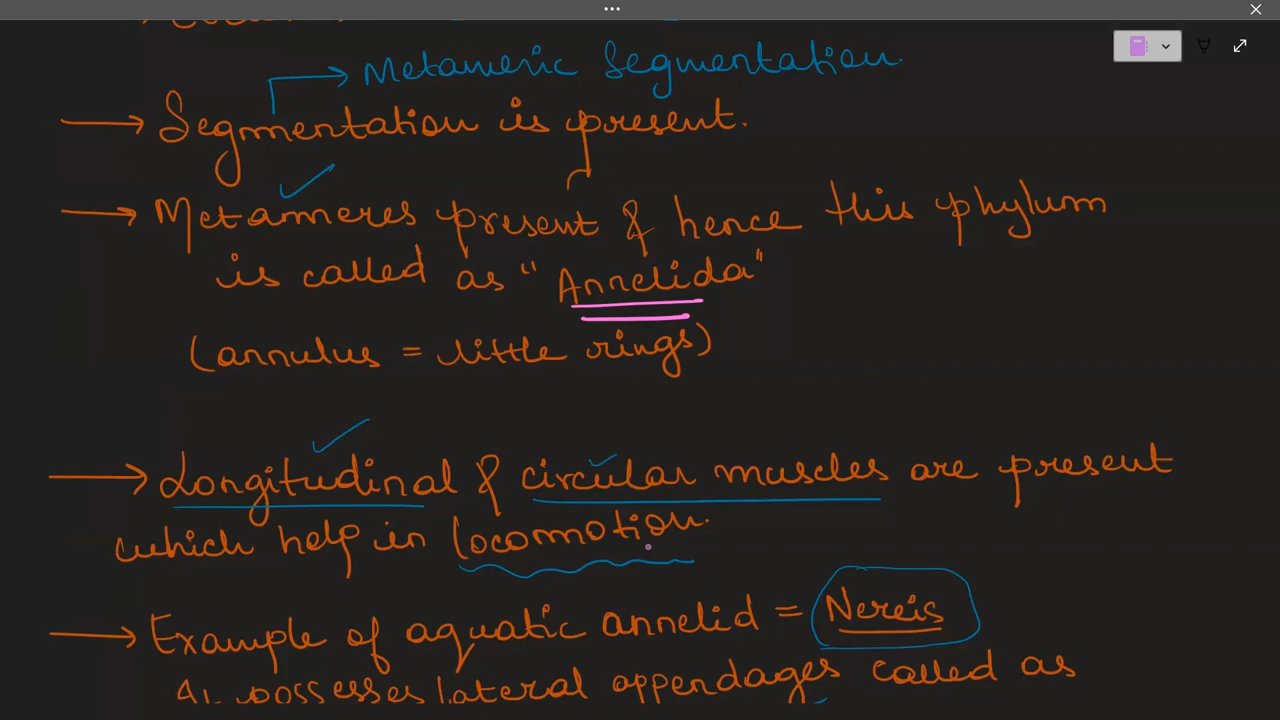 Metameric Segmentation.
→ Segmentation is present.
→ Metameres present & hence this phylum
is called as "Annelida"
(annulus = little rings)
→ Longitudinal & circular muscles are present
which help in locomotion.
→ Example of aquatic annelid = Nereis
possesses lateral appendages called as